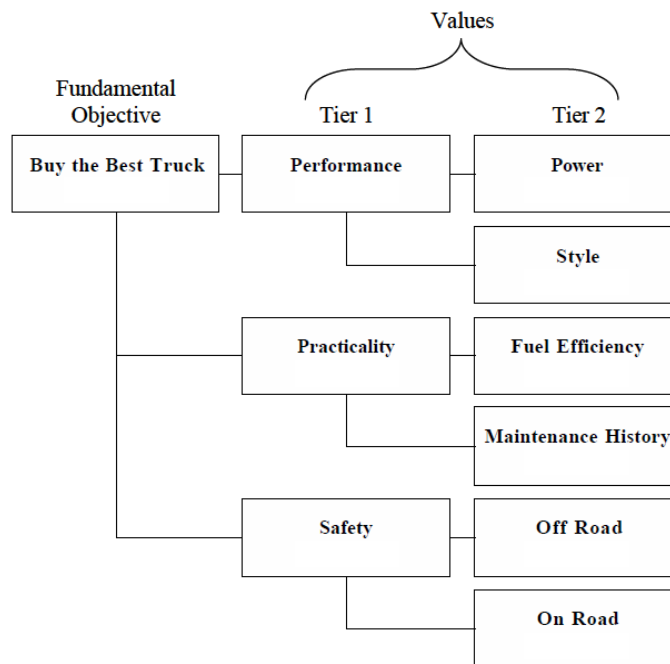 Values
Fundamental
Objective
Tier 1
Tier 2
Buy the Best Truck
Performance
Power
Style
Practicality
Fuel Efficiency
Maintenance History
Safety
Off Road
On Road